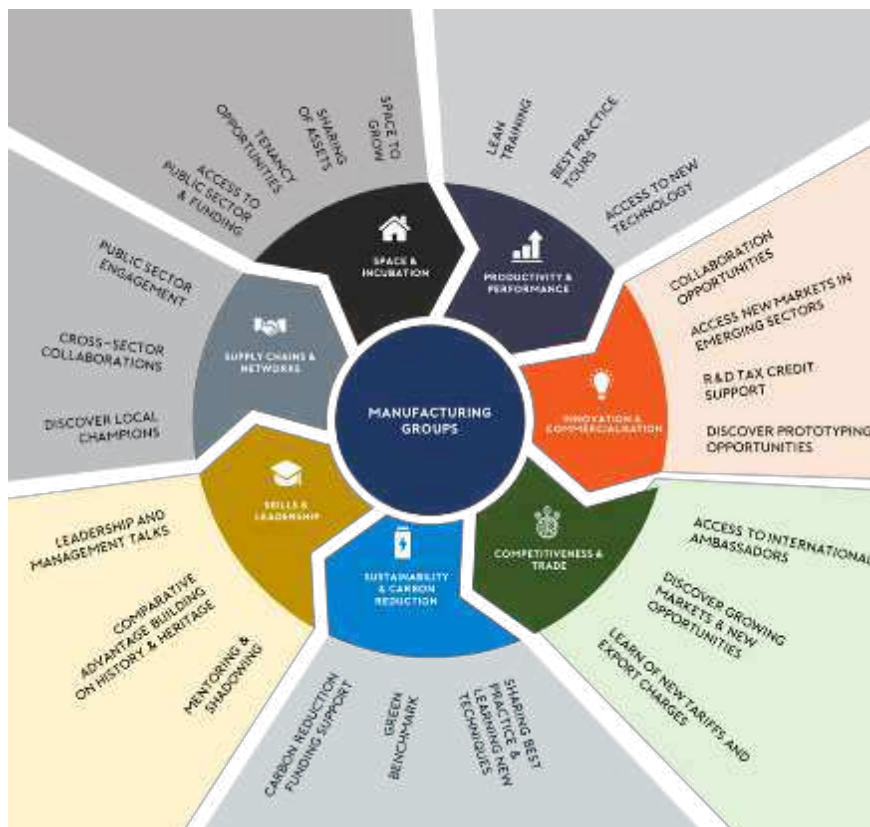 MANUFACTURING
GROUPS
SPACE &
INCUBATION
SPACE TO
GROW
SHARING
OF ASSETS
TENANCY
OPPORTUNITIES
ACCESS TO
PUBLIC SECTOR
& FUNDING
PRODUCTIVITY &
PERFORMANCE
LEAN
TRAINING
BEST PRACTICE
TOURS
ACCESS TO NEW
TECHNOLOGY
INNOVATION &
COMMERCIALISATION
COLLABORATION
OPPORTUNITIES
ACCESS NEW MARKETS IN
EMERGING SECTORS
R&D TAX CREDIT
SUPPORT
DISCOVER PROTOTYPING
OPPORTUNITIES
COMPETITIVENESS &
TRADE
ACCESS TO INTERNATIONAL
AMBASSADORS
DISCOVER GROWING
MARKETS & NEW
OPPORTUNITIES
LEARN OF NEW TARIFFS AND
EXPORT CHARGES
SUSTAINABILITY
& CARBON
REDUCTION
SHARING BEST
PRACTICE &
LEARNING NEW
TECHNIQUES
GREEN
BENCHMARK
CARBON REDUCTION
FUNDING SUPPORT
SKILLS &
LEADERSHIP
MENTORING &
SHADOWING
COMPARATIVE
ADVANTAGE BUILDING
ON HISTORY & HERITAGE
LEADERSHIP AND
MANAGEMENT TALKS
SUPPLY CHAINS &
NETWORKS
DISCOVER LOCAL
CHAMPIONS
CROSS-SECTOR
COLLABORATIONS
PUBLIC SECTOR
ENGAGEMENT